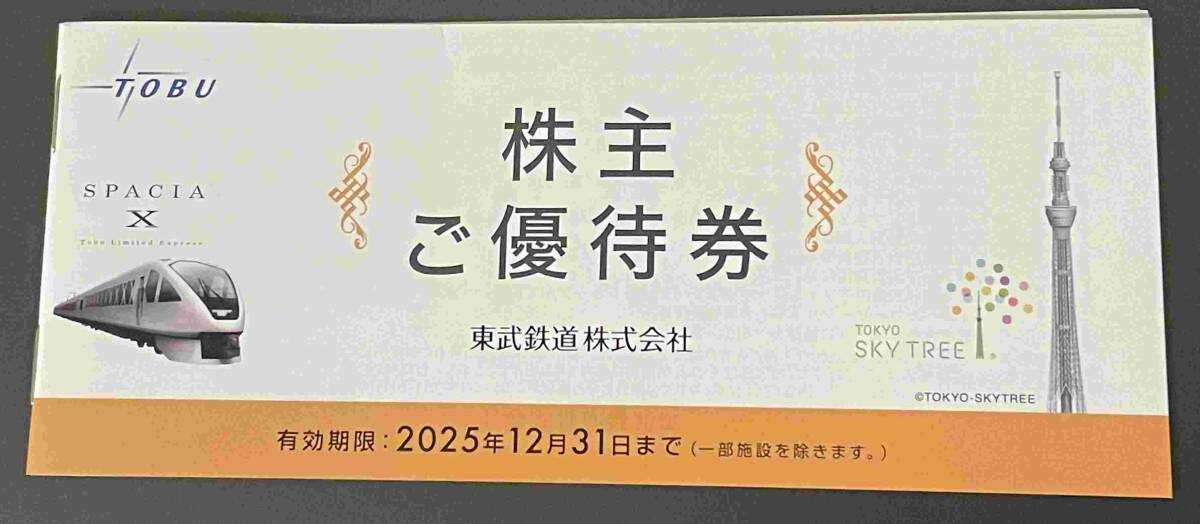 TOBU
SPACIA
X
Tobu Limited Express
株主
ご優待券
東武鉄道株式会社
TOKYO
SKYTREE®
©TOKYO-SKYTREE
有効期限：2025年12月31日まで（一部施設を除きます。）